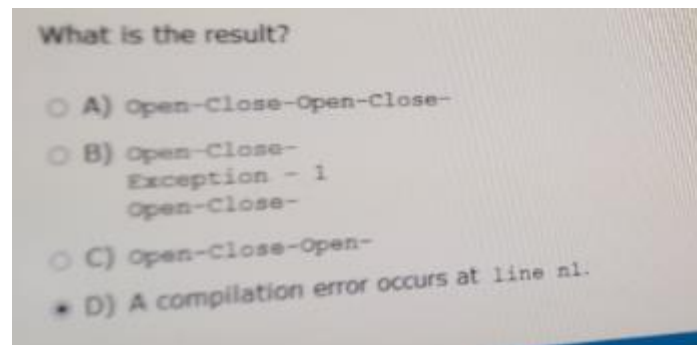 What is the result?
A) Open-Close-Open-Close-
B) Open-Close-
Exception - 1
Open-Close-
C) Open-Close-Open-
D) A compilation error occurs at line n1.